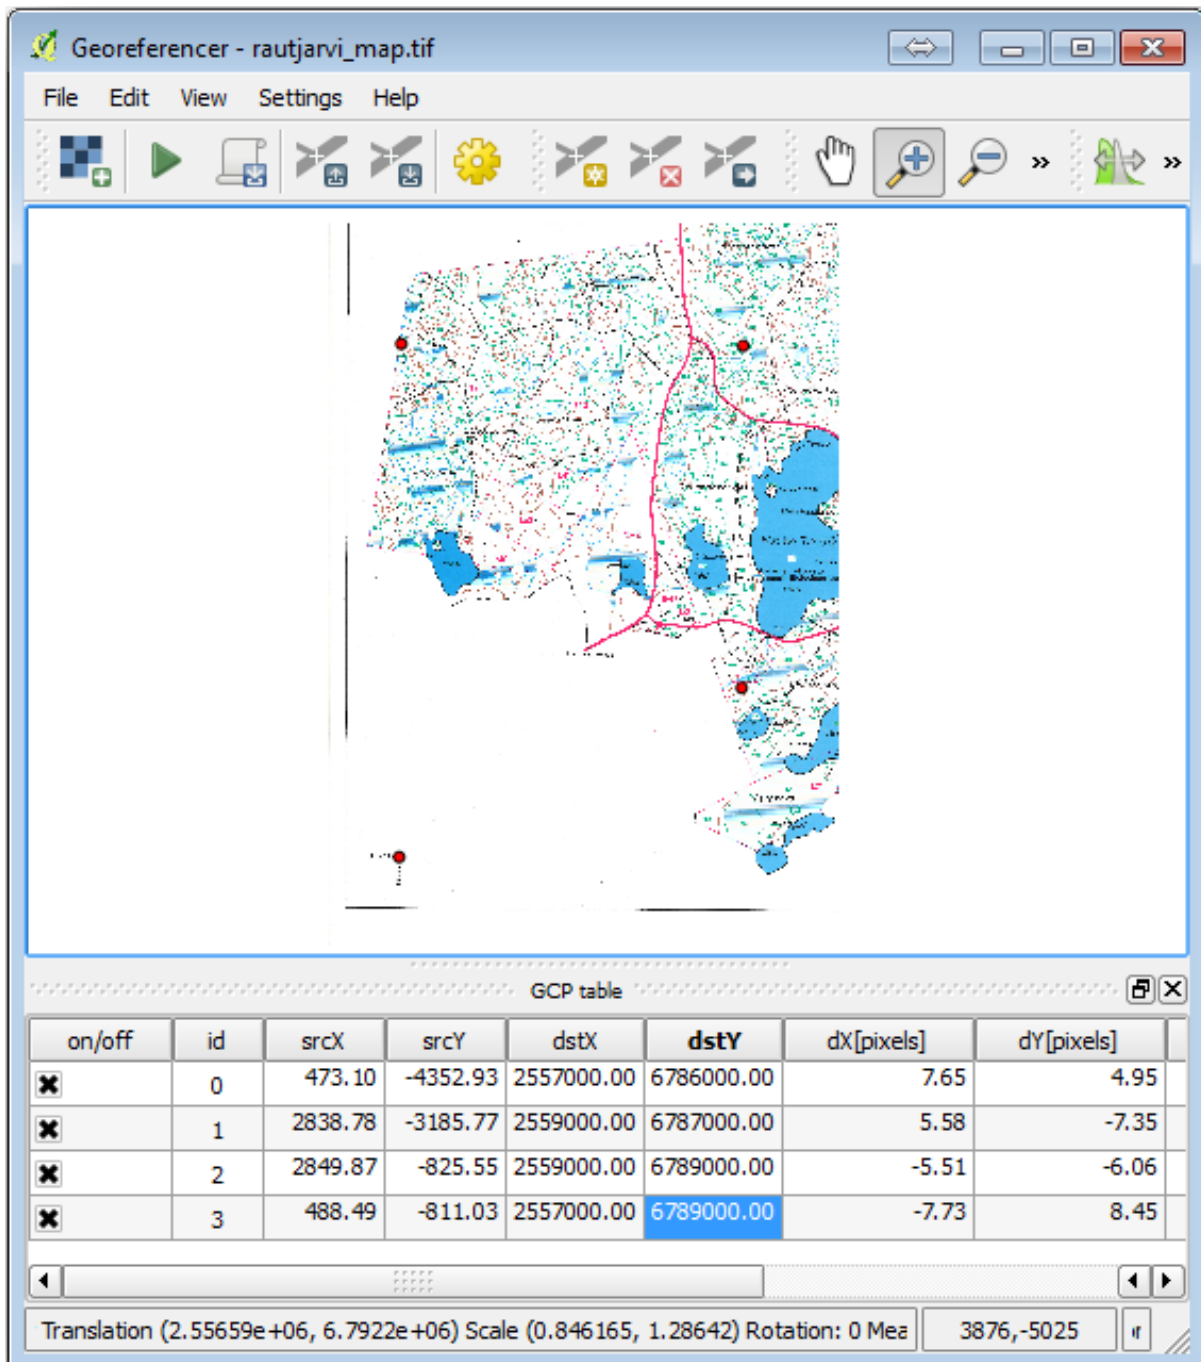 Georeferencer - rautjarvi_map.tif
File Edit View Settings Help
» »
GCP table
on/off id srcX srcY dstX dstY dX[pixels] dY[pixels]
0 473.10 -4352.93 2557000.00 6786000.00 7.65 4.95
1 2838.78 -3185.77 2559000.00 6787000.00 5.58 -7.35
2 2849.87 -825.55 2559000.00 6789000.00 -5.51 -6.06
3 488.49 -811.03 2557000.00 6789000.00 -7.73 8.45
Translation (2.55659e+06, 6.7922e+06) Scale (0.846165, 1.28642) Rotation: 0 Mea 3876,-5025